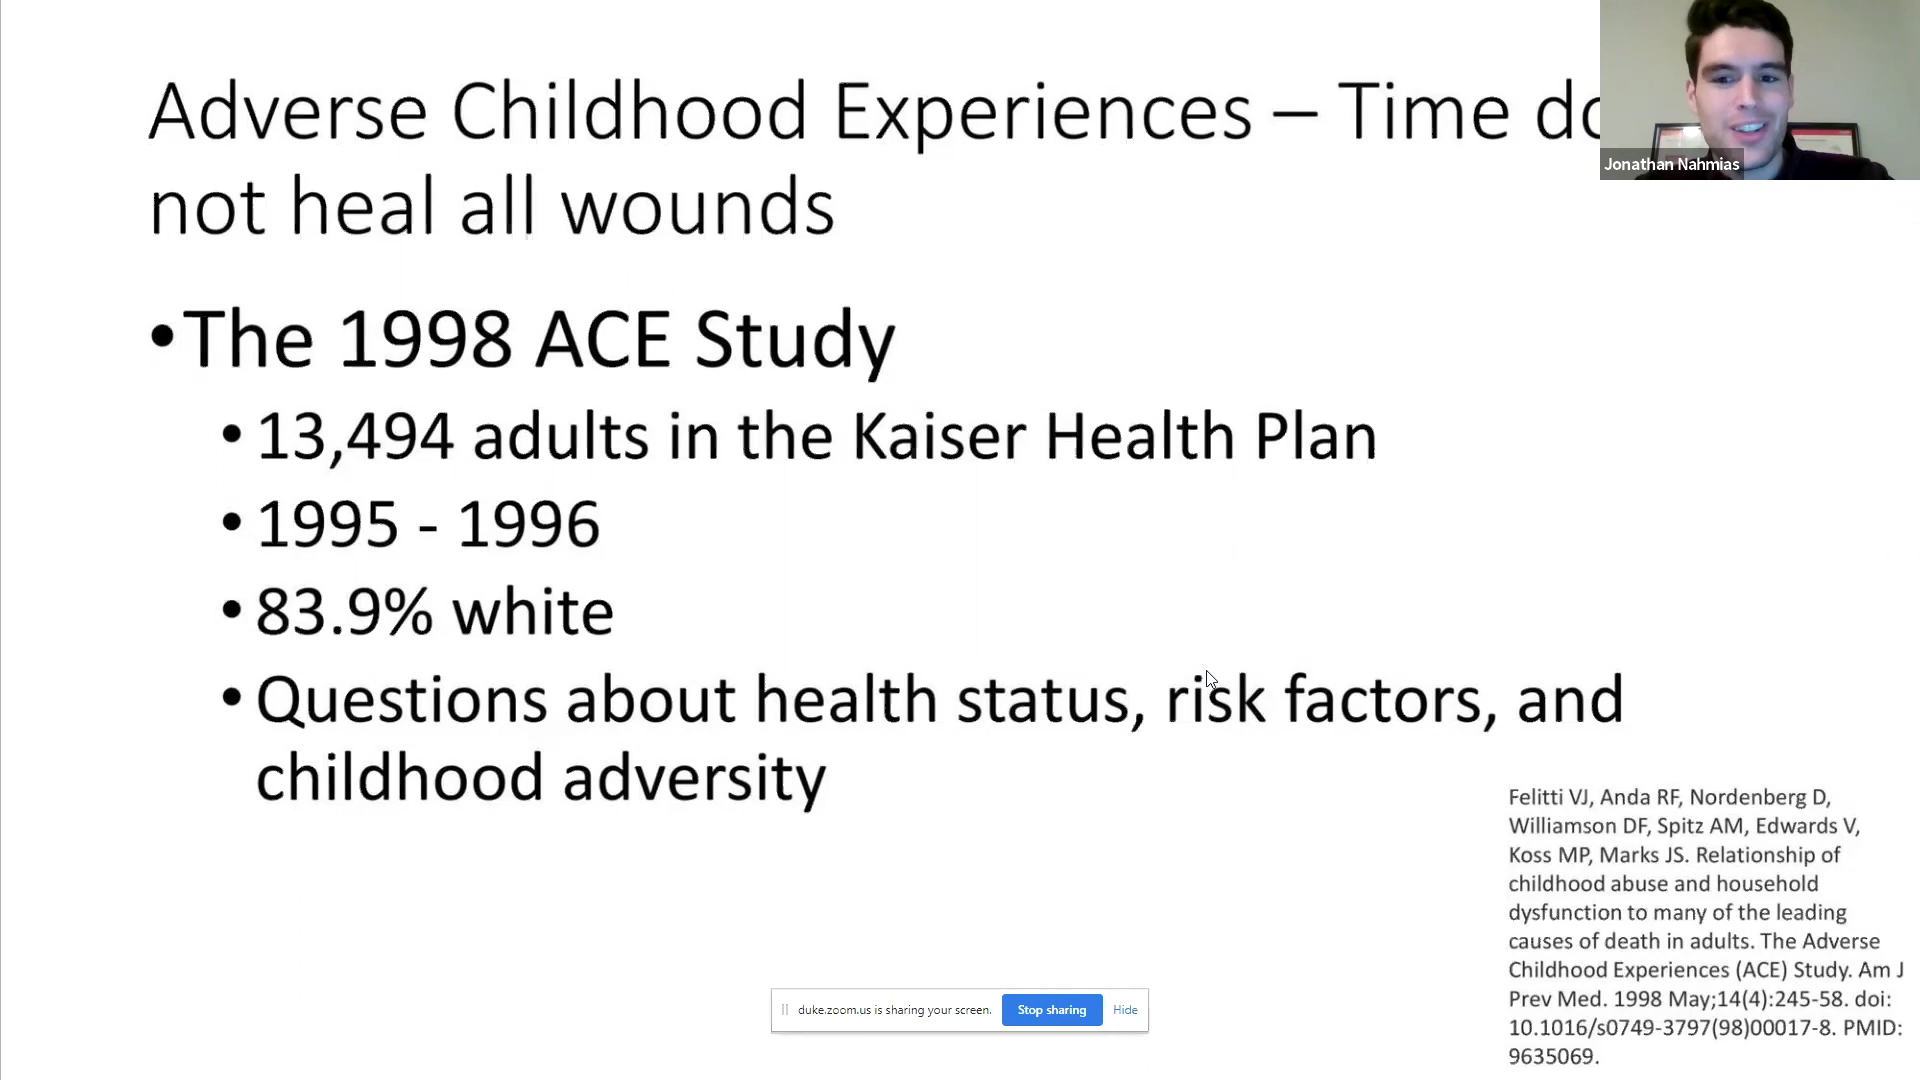 Adverse Childhood Experiences – Time do
not heal all wounds
Jonathan Nahmias
•The 1998 ACE Study
•13,494 adults in the Kaiser Health Plan
•1995 - 1996
•83.9% white
•Questions about health status, risk factors, and
childhood adversity
Felitti VJ, Anda RF, Nordenberg D,
Williamson DF, Spitz AM, Edwards V,
Koss MP, Marks JS. Relationship of
childhood abuse and household
dysfunction to many of the leading
causes of death in adults. The Adverse
Childhood Experiences (ACE) Study. Am J
Prev Med. 1998 May;14(4):245-58. doi:
10.1016/s0749-3797(98)00017-8. PMID:
9635069.
duke.zoom.us is sharing your screen. Stop sharing Hide